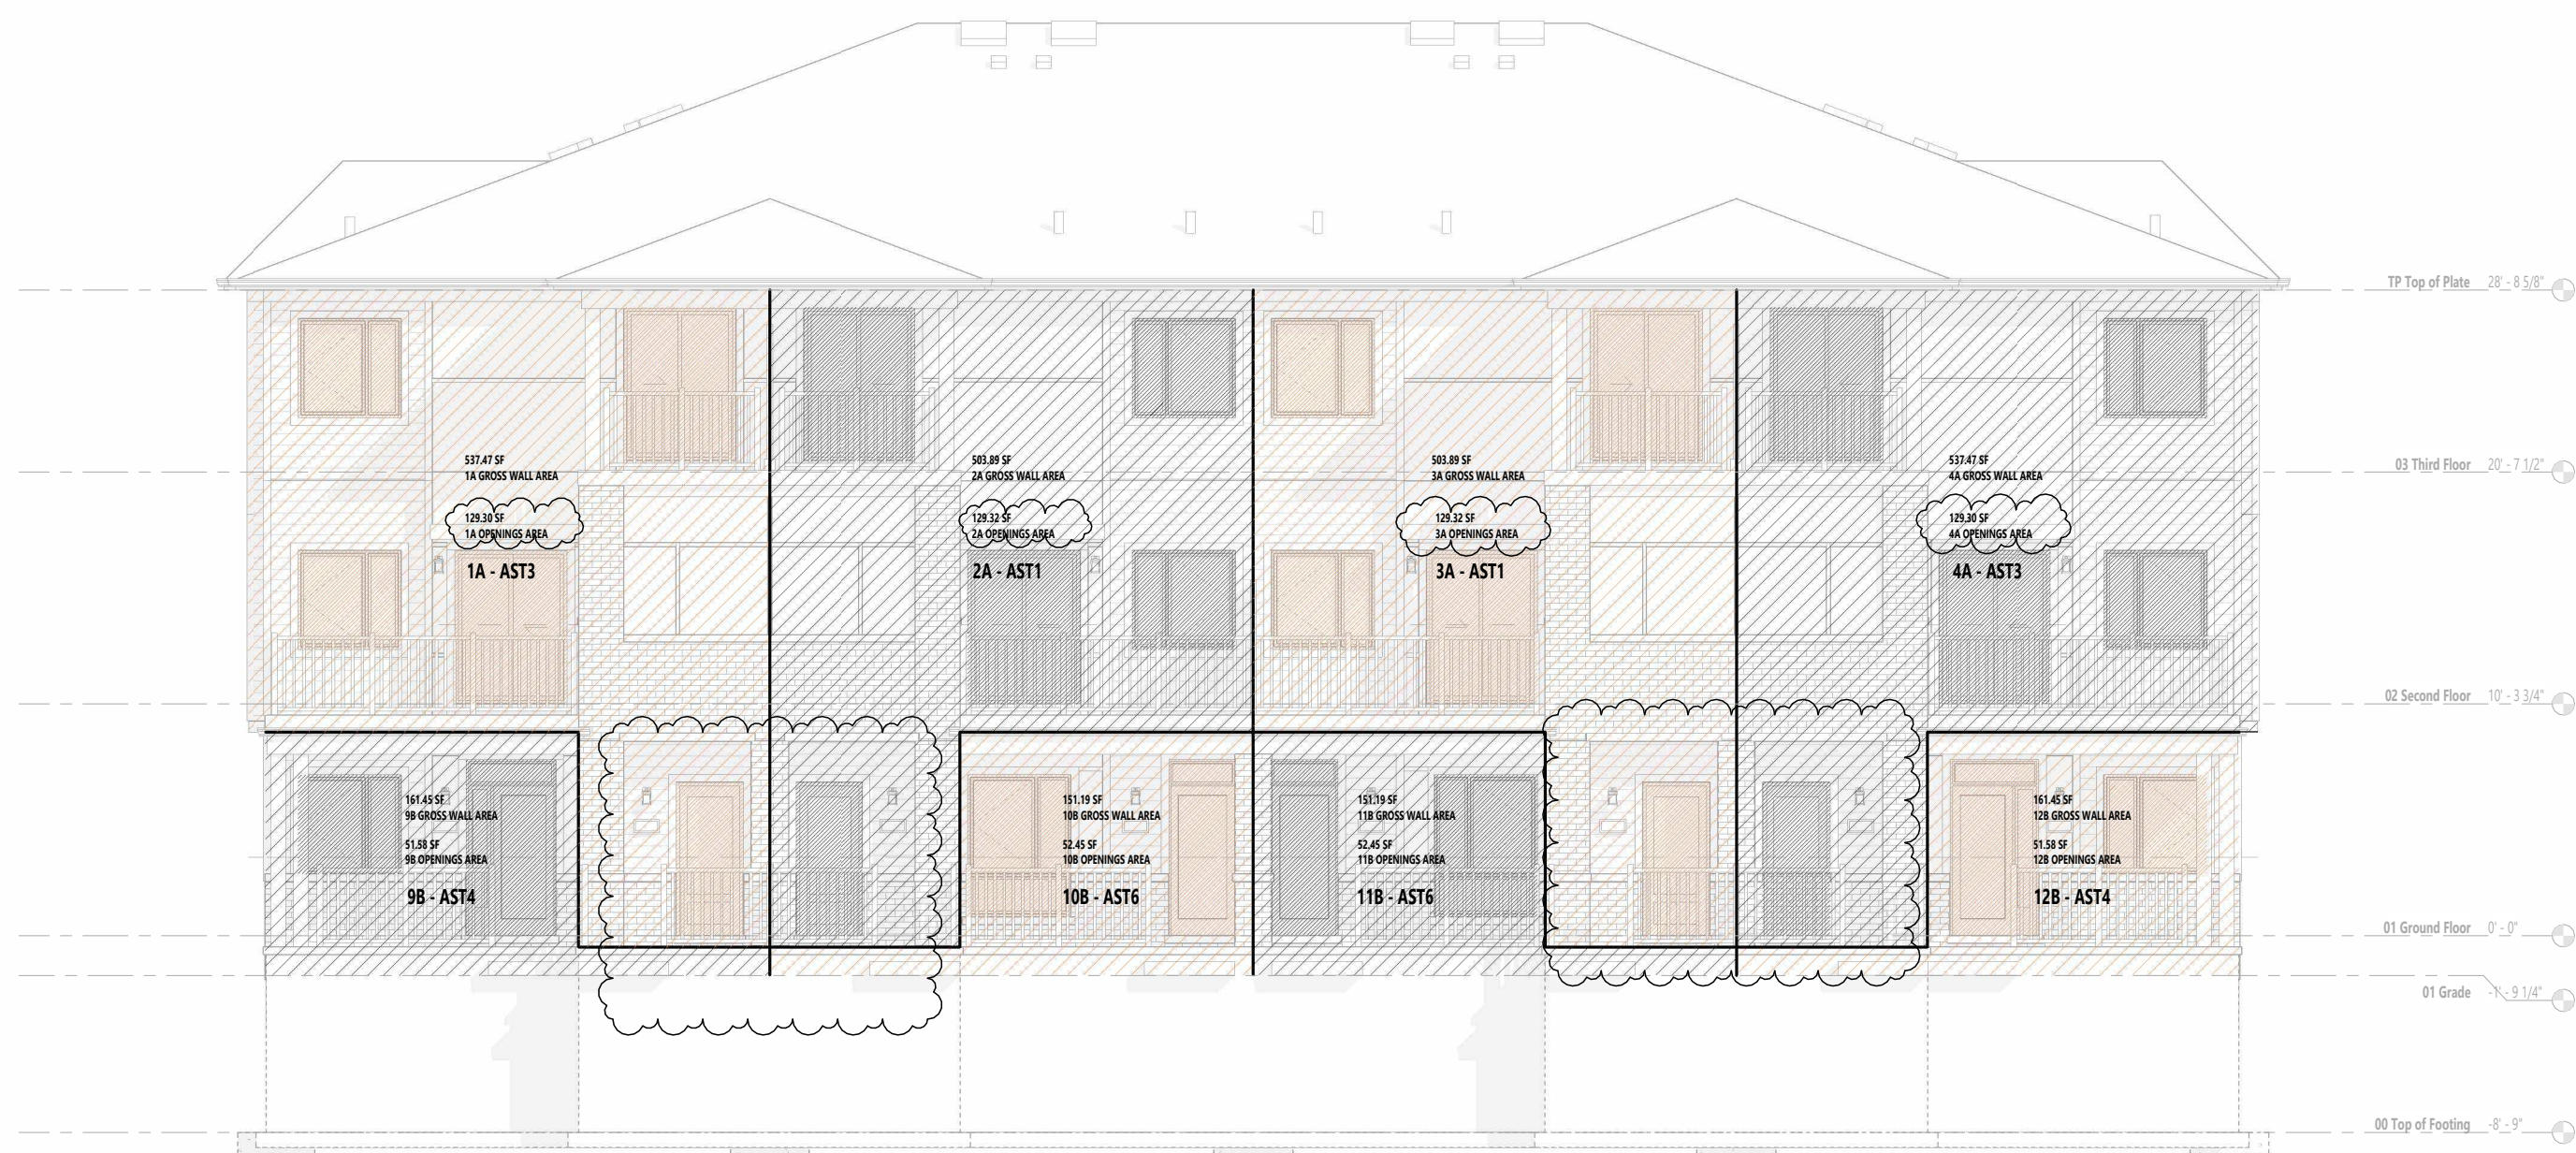 TP Top of Plate 28' - 8 5/8"
537.47 SF
1A GROSS WALL AREA
503.89 SF
2A GROSS WALL AREA
503.89 SF
3A GROSS WALL AREA
537.47 SF
4A GROSS WALL AREA
03 Third Floor 20' - 7 1/2"
129.30 SF
1A OPENINGS AREA
129.32 SF
2A OPENINGS AREA
129.32 SF
3A OPENINGS AREA
129.30 SF
4A OPENINGS AREA
1A - AST3
2A - AST1
3A - AST1
4A - AST3
02 Second Floor 10' - 3 3/4"
161.45 SF
9B GROSS WALL AREA
151.19 SF
10B GROSS WALL AREA
151.19 SF
11B GROSS WALL AREA
161.45 SF
12B GROSS WALL AREA
51.58 SF
9B OPENINGS AREA
52.45 SF
10B OPENINGS AREA
52.45 SF
11B OPENINGS AREA
51.58 SF
12B OPENINGS AREA
9B - AST4
10B - AST6
11B - AST6
12B - AST4
01 Ground Floor 0' - 0"
01 Grade -1' - 9 1/4"
00 Top of Footing -8' - 9"